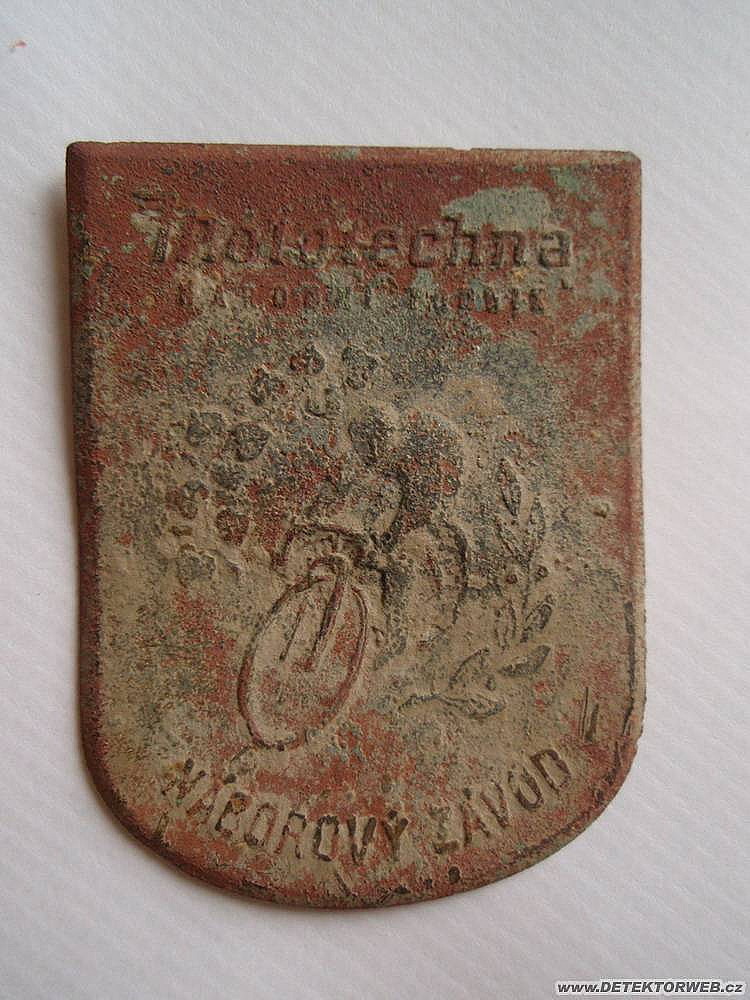 Mototechna
NÁRODNÍ PODNIK
NÁBOROVÝ ZÁVOD
www.DETEKTORWEB.cz